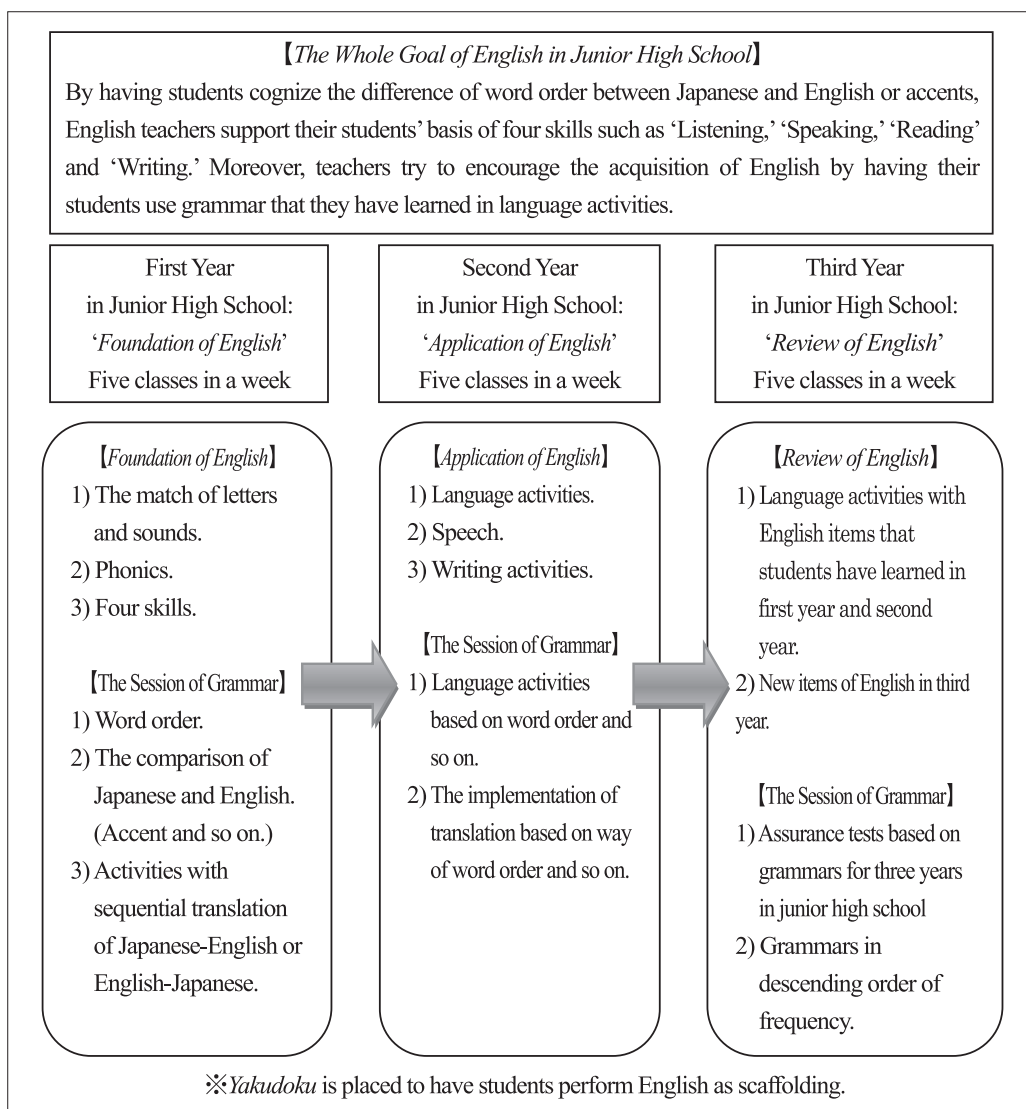 【The Whole Goal of English in Junior High School】
By having students cognize the difference of word order between Japanese and English or accents,
English teachers support their students’ basis of four skills such as ‘Listening,’ ‘Speaking,’ ‘Reading’
and ‘Writing.’ Moreover, teachers try to encourage the acquisition of English by having their
students use grammar that they have learned in language activities.
First Year
in Junior High School:
‘Foundation of English’
Five classes in a week
Second Year
in Junior High School:
‘Application of English’
Five classes in a week
Third Year
in Junior High School:
‘Review of English’
Five classes in a week
【Foundation of English】
1) The match of letters
and sounds.
2) Phonics.
3) Four skills.
【The Session of Grammar】
1) Word order.
2) The comparison of
Japanese and English.
(Accent and so on.)
3) Activities with
sequential translation
of Japanese-English or
English-Japanese.
【Application of English】
1) Language activities.
2) Speech.
3) Writing activities.
【The Session of Grammar】
1) Language activities
based on word order and
so on.
2) The implementation of
translation based on way
of word order and so on.
【Review of English】
1) Language activities with
English items that
students have learned in
first year and second
year.
2) New items of English in third
year.
【The Session of Grammar】
1) Assurance tests based on
grammars for three years
in junior high school
2) Grammars in
descending order of
frequency.
※Yakudoku is placed to have students perform English as scaffolding.